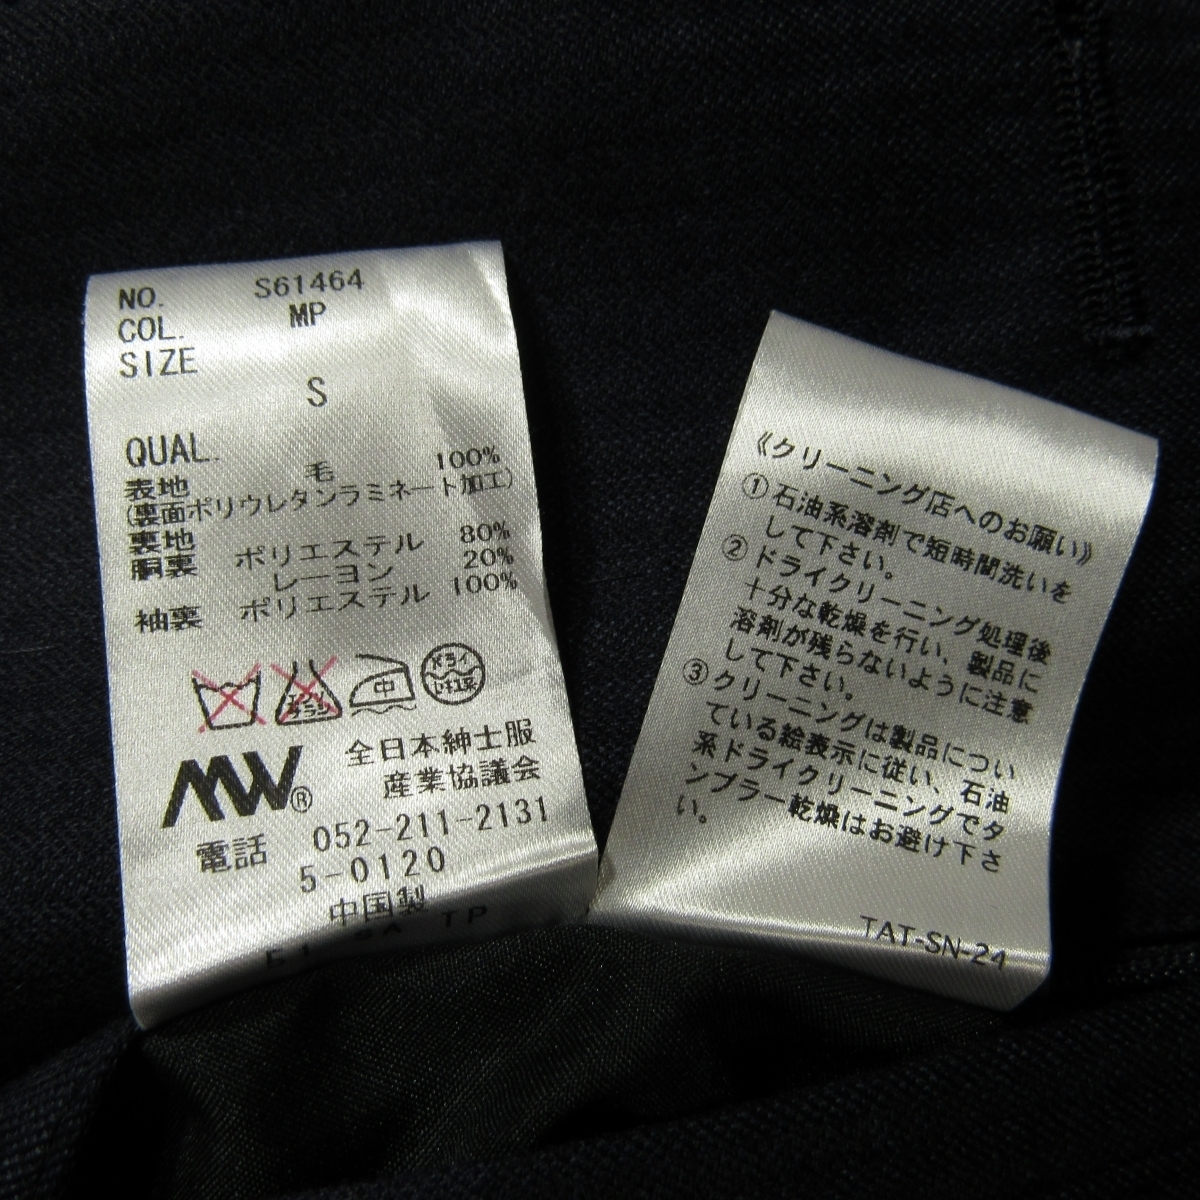 NO. S61464
COL. MP
SIZE
S
QUAL.
表地 毛 100%
(裏面ポリウレタンラミネート加工)
裏地
胴裏 ポリエステル 80%
レーヨン 20%
袖裏 ポリエステル 100%
中
ドライ
MW®
全日本紳士服
産業協議会
電話 052-211-2131
5-0120
中国製
TP
《クリーニング店へのお願い》
①石油系溶剤で短時間洗いを
して下さい。
②ドライクリーニング処理後
十分な乾燥を行い、製品に
溶剤が残らないように注意
して下さい。
③クリーニングは製品につい
ている絵表示に従い、石油
系ドライクリーニングでタ
ンブラー乾燥はお避け下さ
い。
TAT-SN-24